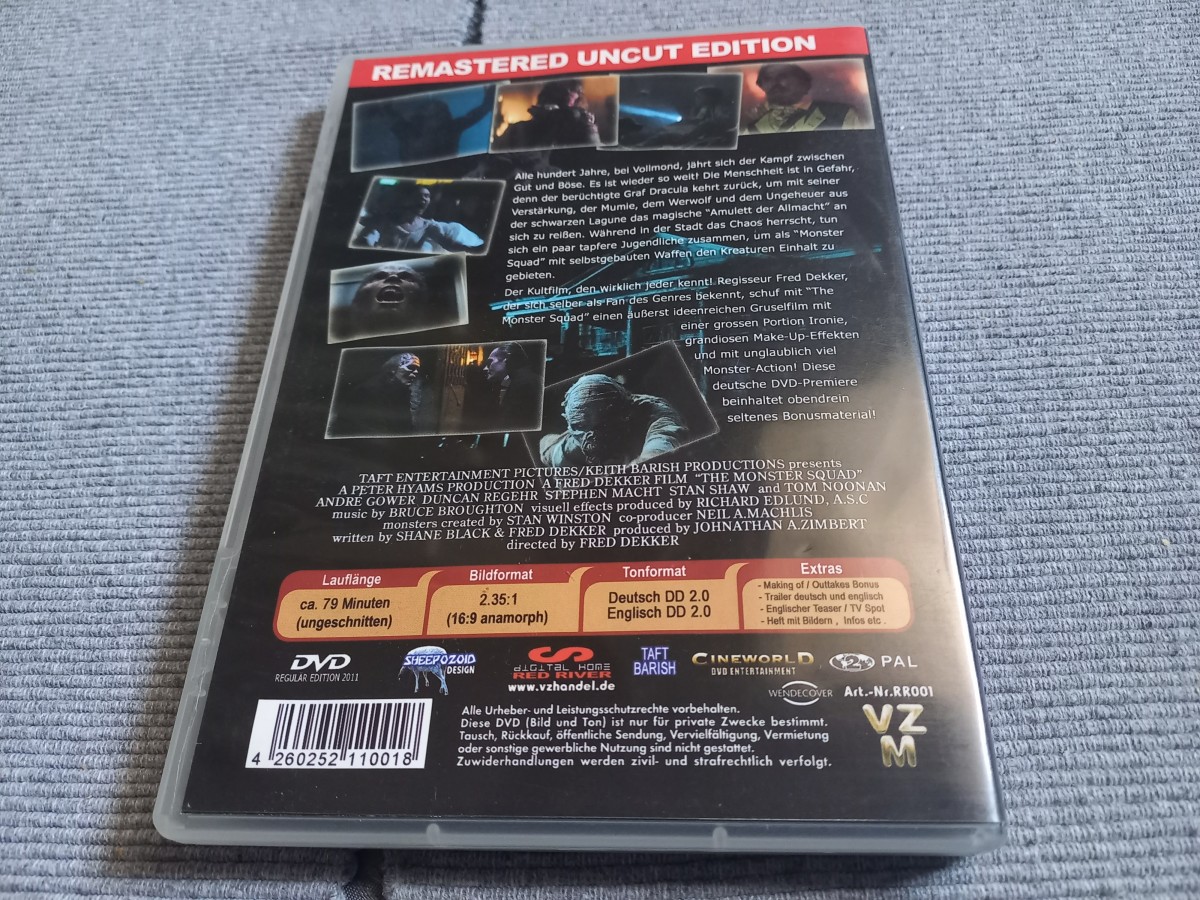 REMASTERED UNCUT EDITION
Alle hundert Jahre, bei Vollmond, jährt sich der Kampf zwischen
Gut und Böse. Es ist wieder so weit! Die Menschheit ist in Gefahr,
denn der berüchtigte Graf Dracula kehrt zurück, um mit seiner
Verstärkung, der Mumie, dem Werwolf und dem Ungeheuer aus
der schwarzen Lagune das magische "Amulett der Allmacht" an
sich zu reißen. Während in der Stadt das Chaos herrscht, tun
sich ein paar tapfere Jugendliche zusammen, um als "Monster
Squad" mit selbstgebauten Waffen den Kreaturen Einhalt zu
gebieten.
Der Kultfilm, den wirklich jeder kennt! Regisseur Fred Dekker,
der sich selber als Fan des Genres bekennt, schuf mit "The
Monster Squad" einen äußerst ideenreichen Gruselfilm mit
einer grossen Portion Ironie,
grandiosen Make-Up-Effekten
und mit unglaublich viel
Monster-Action! Diese
deutsche DVD-Premiere
beinhaltet obendrein
seltenes Bonusmaterial!
TAFT ENTERTAINMENT PICTURES/KEITH BARISH PRODUCTIONS presents
A PETER HYAMS PRODUCTION A FRED DEKKER FILM "THE MONSTER SQUAD"
ANDRE GOWER DUNCAN REGEHR STEPHEN MACHT STAN SHAW and TOM NOONAN
music by BRUCE BROUGHTON visuell effects produced by RICHARD EDLUND, A.S.C
monsters created by STAN WINSTON co-producer NEIL A.MACHLIS
written by SHANE BLACK & FRED DEKKER produced by JOHNATHAN A.ZIMBERT
directed by FRED DEKKER
Lauflänge
ca. 79 Minuten
(ungeschnitten)
Bildformat
2.35:1
(16:9 anamorph)
Tonformat
Deutsch DD 2.0
Englisch DD 2.0
Extras
- Making of / Outtakes Bonus
- Trailer deutsch und englisch
- Englischer Teaser / TV Spot
- Heft mit Bildern , Infos etc .
DVD
REGULAR EDITION 2011
SHEEPOZOID
DESIGN
DIGITAL HOME
RED RIVER
www.vzhandel.de
TAFT
BARISH
CINEWORLD
DVD ENTERTAINMENT
2 PAL
WENDECOVER Art.-Nr.RR001
VZ
M
4 260252 110018
Alle Urheber- und Leistungsschutzrechte vorbehalten.
Diese DVD (Bild und Ton) ist nur für private Zwecke bestimmt.
Tausch, Rückkauf, öffentliche Sendung, Vervielfältigung, Vermietung
oder sonstige gewerbliche Nutzung sind nicht gestattet.
Zuwiderhandlungen werden zivil- und strafrechtlich verfolgt.